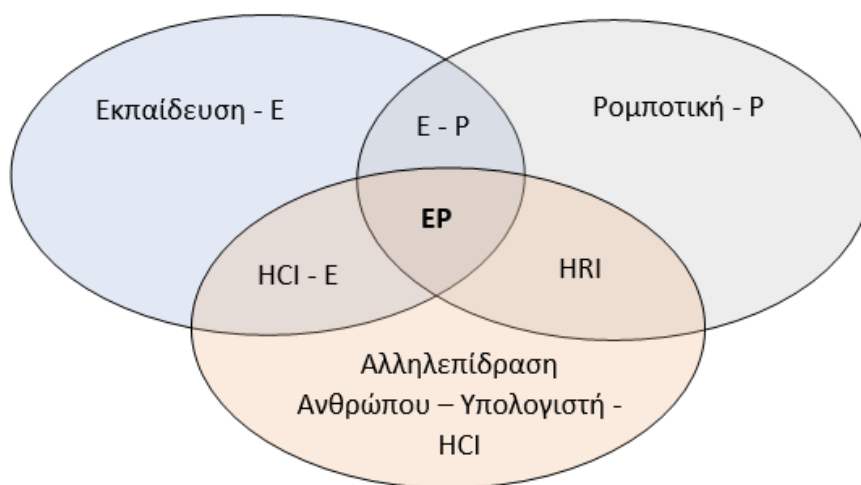 Εκπαίδευση - Ε
Ρομποτική - Ρ
Ε - Ρ
ΕΡ
HCI - E
HRI
Αλληλεπίδραση
Ανθρώπου – Υπολογιστή -
HCI